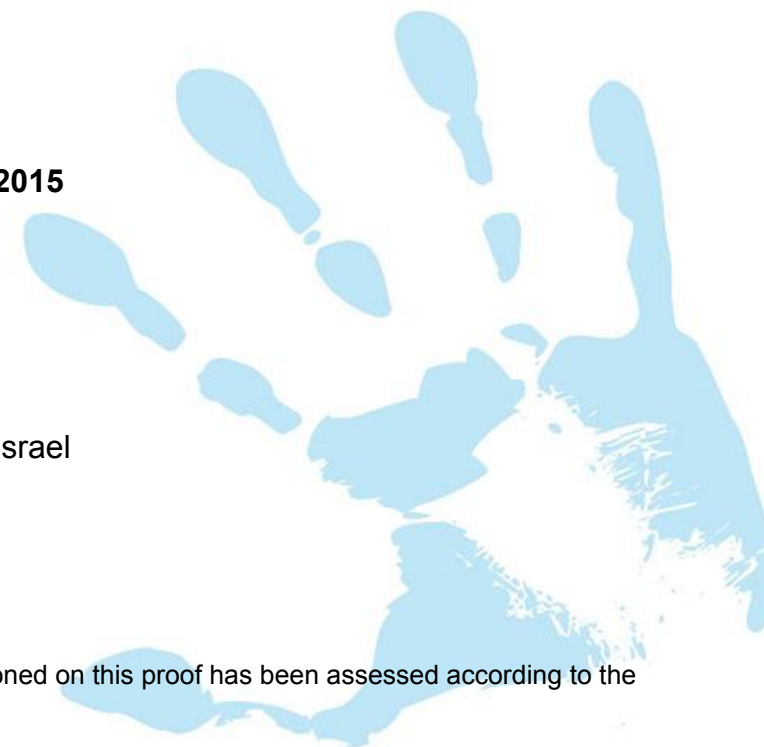 2015
srael
oned on this proof has been assessed according to the